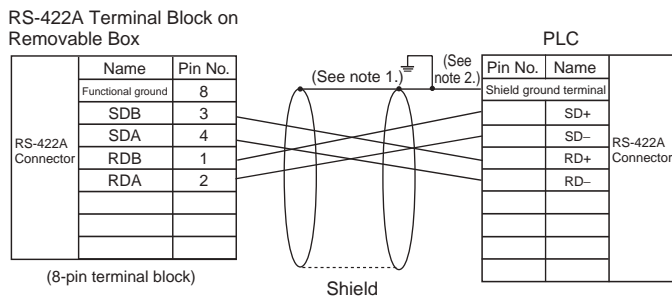 RS-422A Terminal Block on
Removable Box
PLC
Name Pin No.
Functional ground 8
SDB 3
SDA 4
RDB 1
RDA 2
RS-422A
Connector
(8-pin terminal block)
(See note 1.)
(See
note 2.)
Shield
Pin No. Name
Shield ground terminal
SD+
SD–
RD+
RD–
RS-422A
Connector